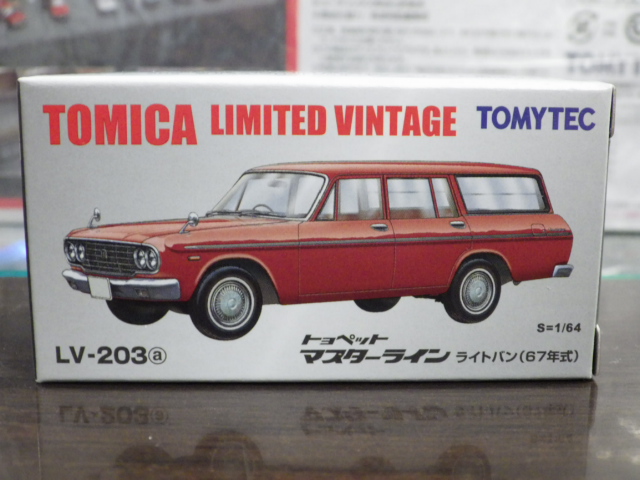 TOMICA LIMITED VINTAGE TOMYTEC
S=1/64
LV-203ⓐ トヨペット
マスターライン ライトバン(67年式)